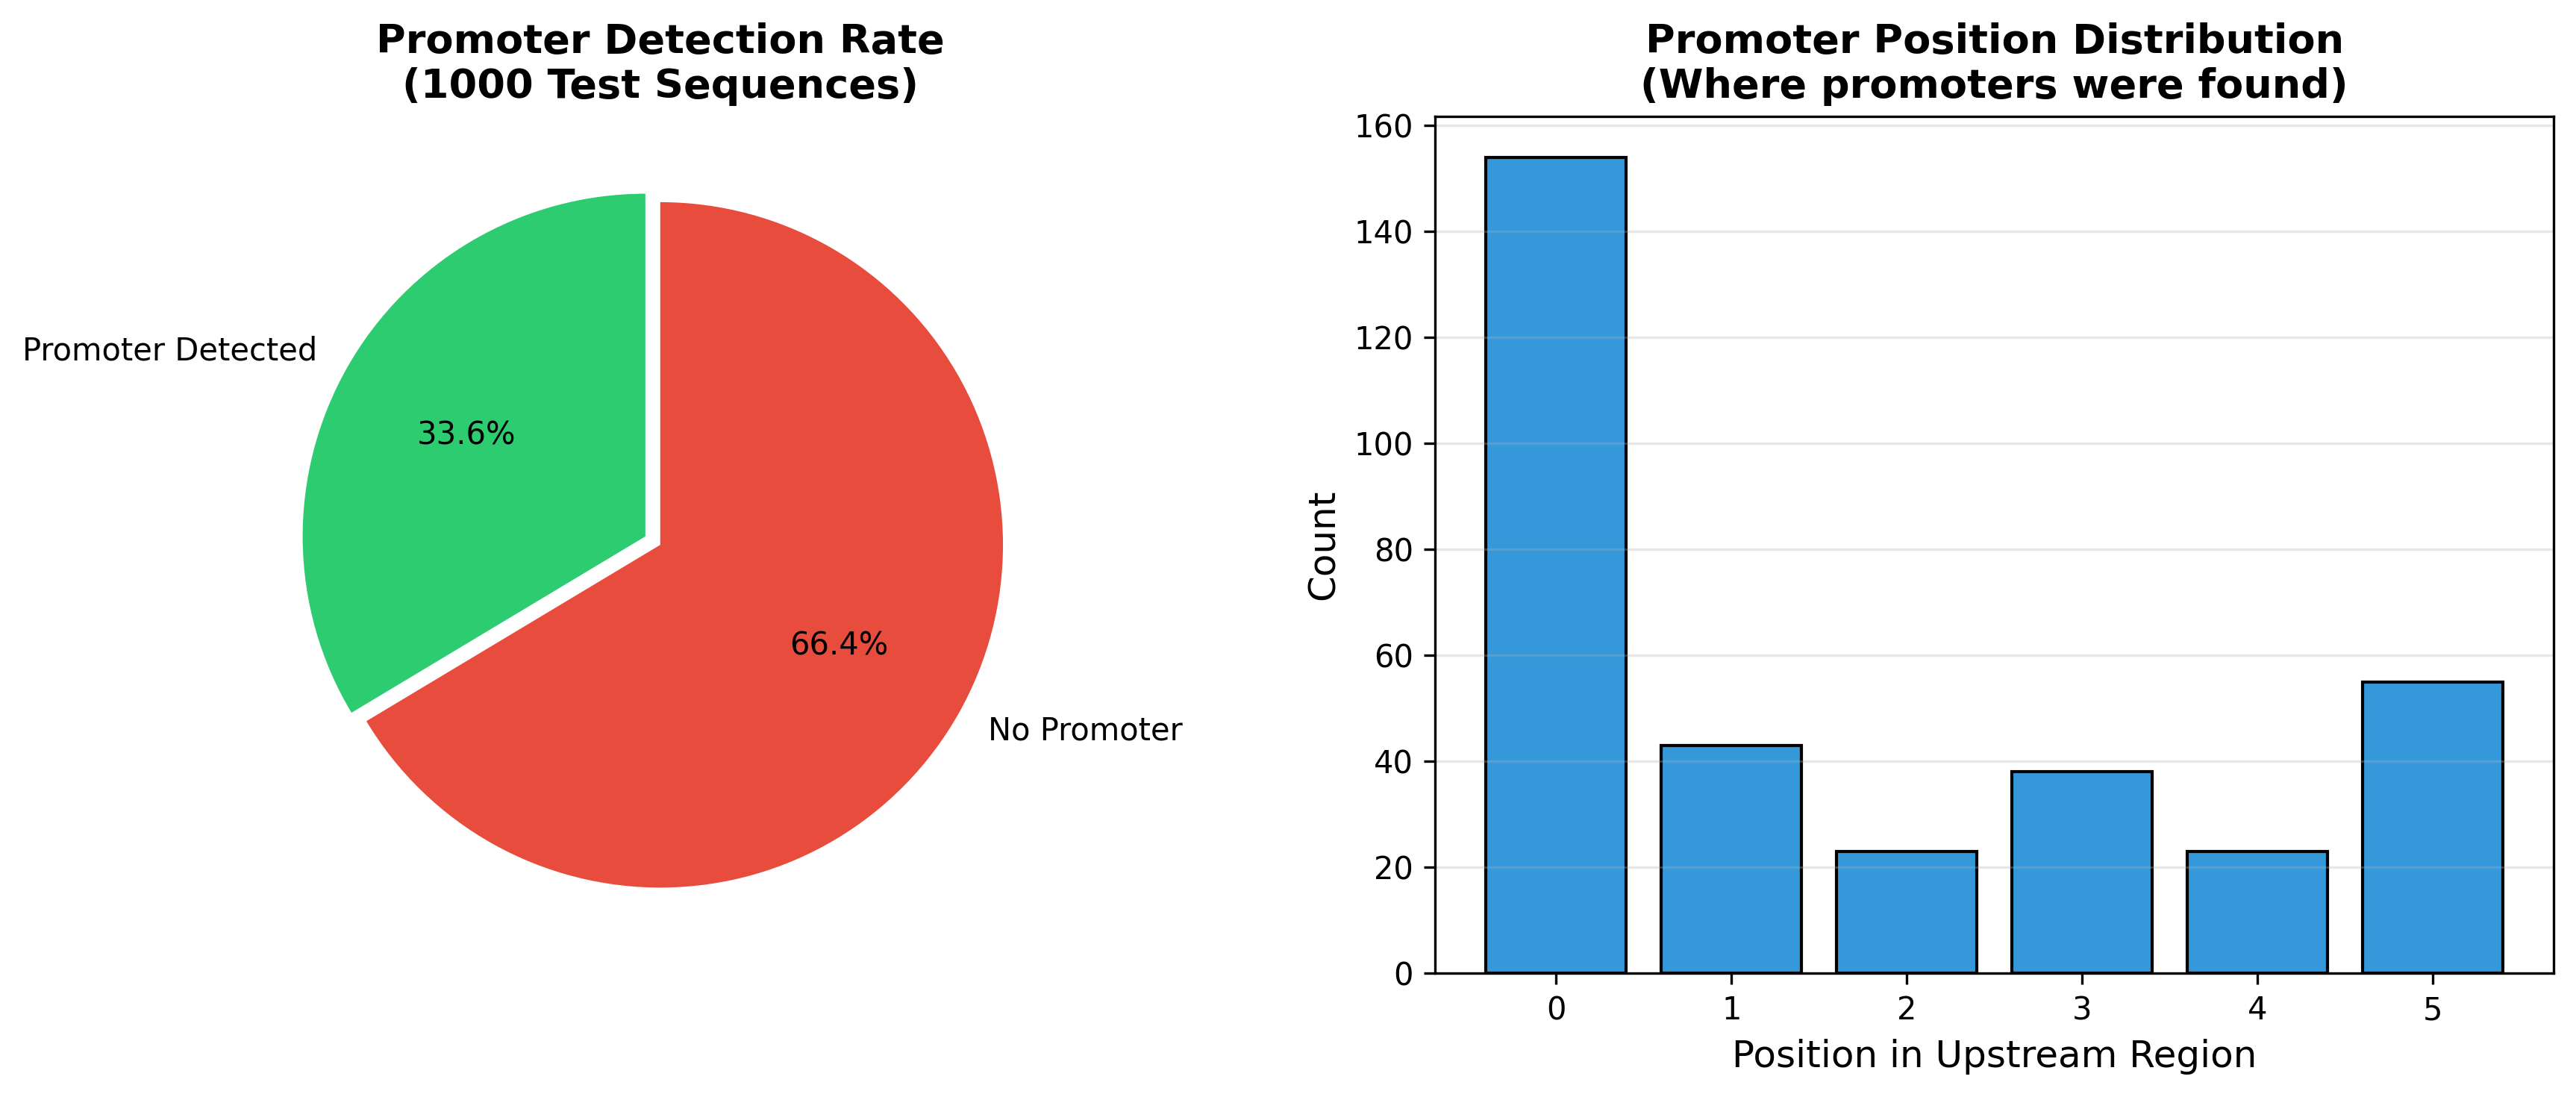 Promoter Detection Rate
(1000 Test Sequences)
Promoter Detected
33.6%
66.4%
No Promoter
Promoter Position Distribution
(Where promoters were found)
160
140
120
100
80
60
40
20
0
Count
0 1 2 3 4 5
Position in Upstream Region